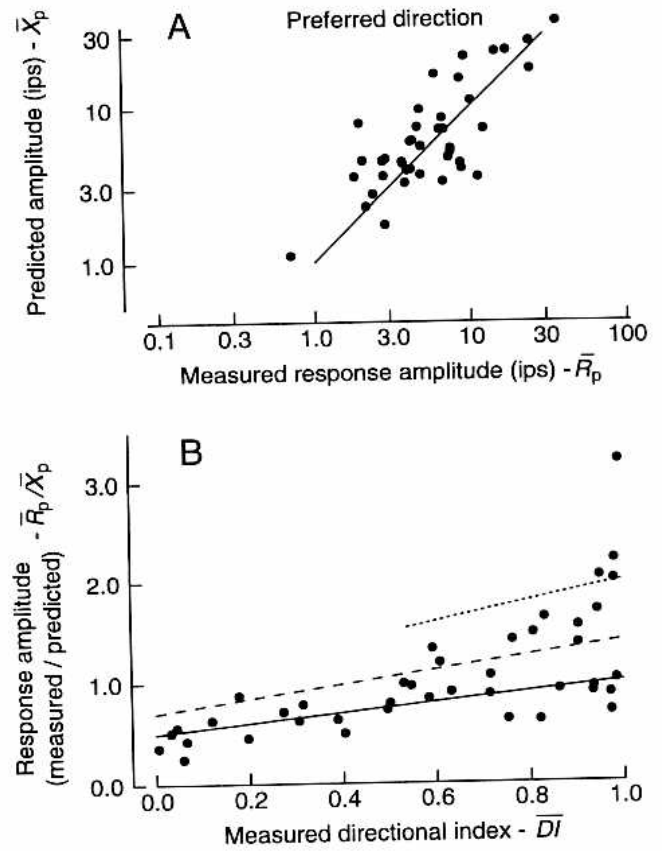 A
Preferred direction
Predicted amplitude (ips) - X̅p
30
10
3.0
1.0
0.1 0.3 1.0 3.0 10 30 100
Measured response amplitude (ips) - R̅p
B
Response amplitude
(measured / predicted) - R̅p/X̅p
3.0
2.0
1.0
0.0
0.0 0.2 0.4 0.6 0.8 1.0
Measured directional index - D̅I̅